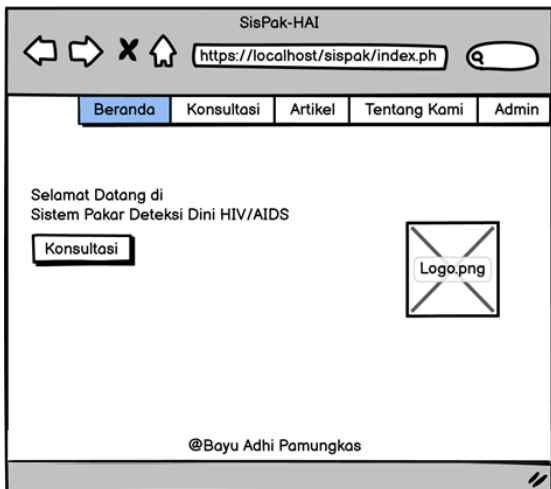 SisPak-HAI
https://localhost/sispak/index.ph
Beranda Konsultasi Artikel Tentang Kami Admin
Selamat Datang di
Sistem Pakar Deteksi Dini HIV/AIDS
Konsultasi
Logo.png
@Bayu Adhi Pamungkas